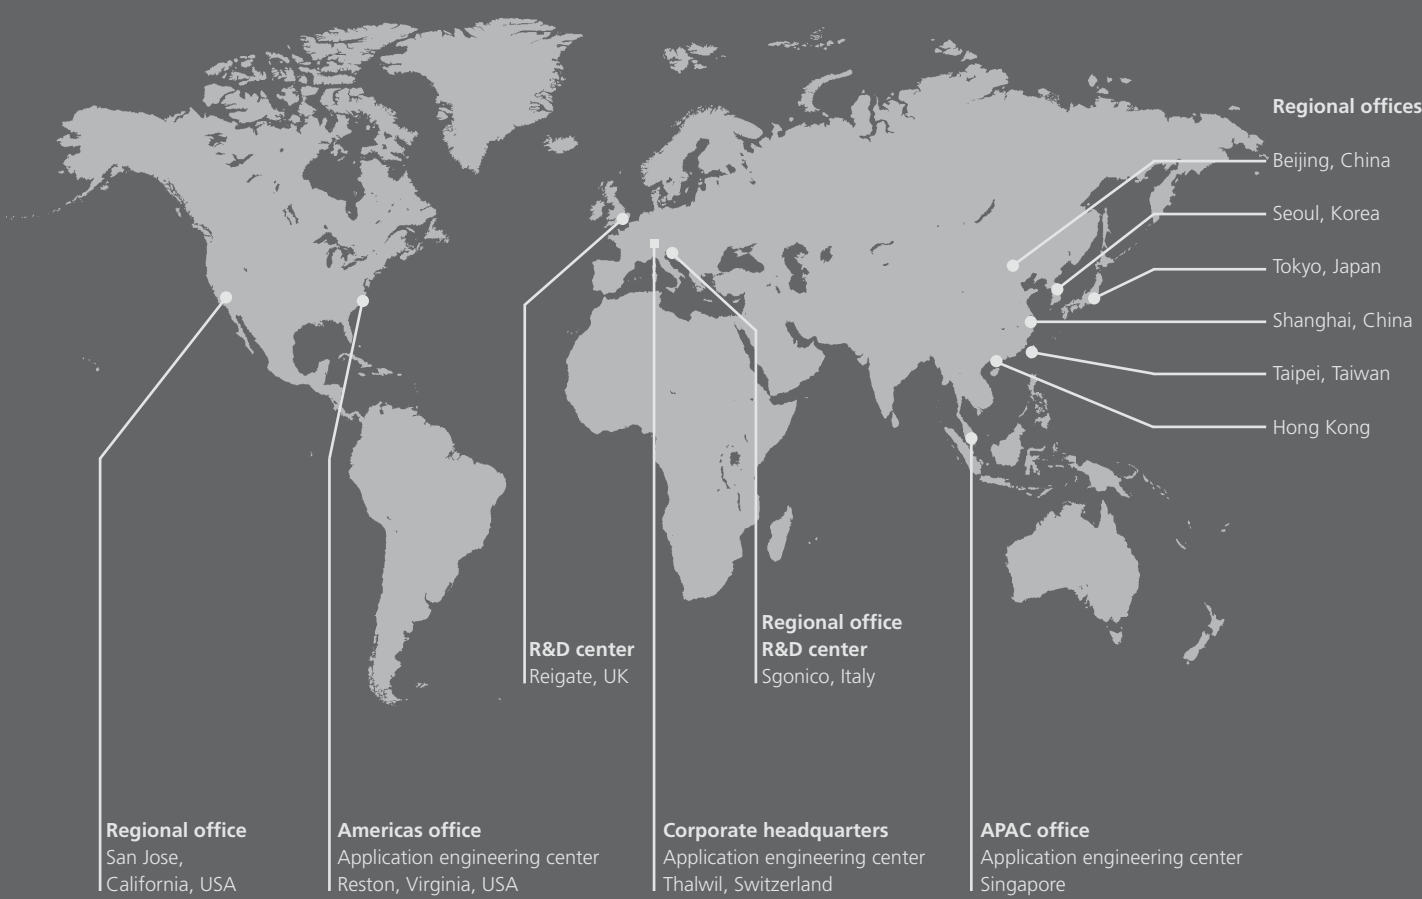 Regional offices
Beijing, China
Seoul, Korea
Tokyo, Japan
Shanghai, China
Taipei, Taiwan
Hong Kong
R&D center
Reigate, UK
Regional office
R&D center
Sgonico, Italy
Regional office
San Jose,
California, USA
Americas office
Application engineering center
Reston, Virginia, USA
Corporate headquarters
Application engineering center
Thalwil, Switzerland
APAC office
Application engineering center
Singapore